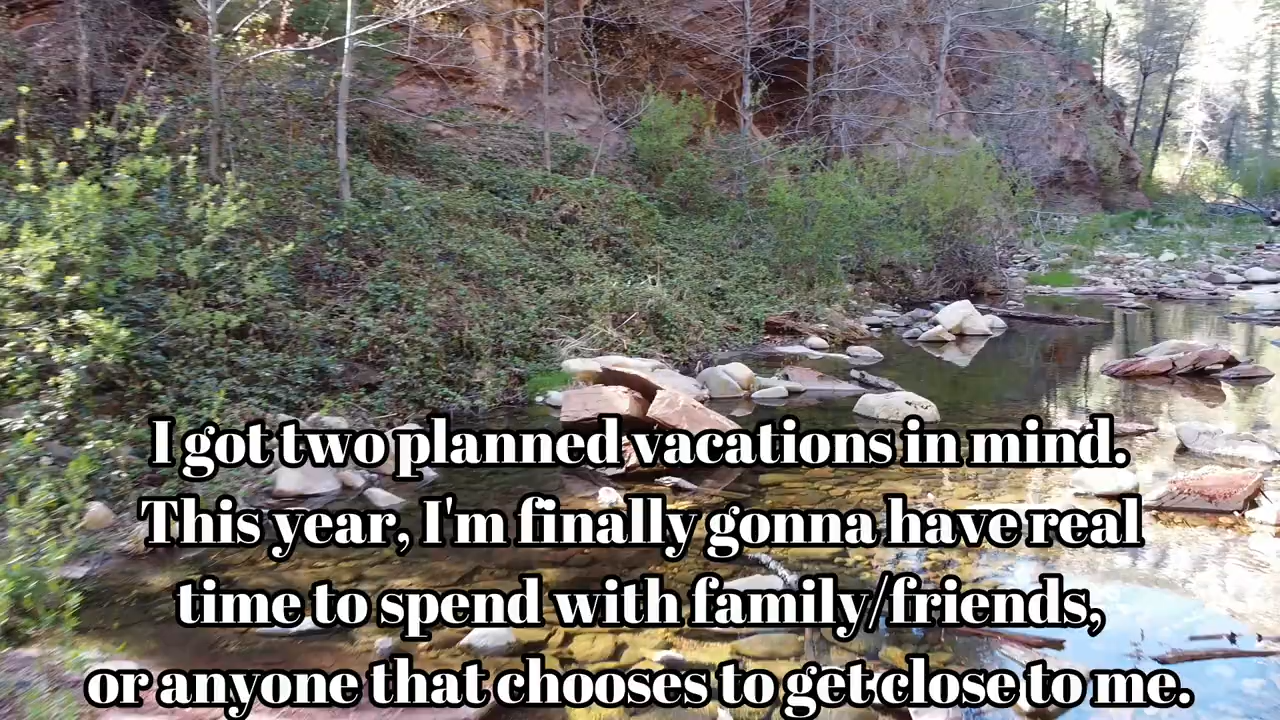 I got two planned vacations in mind.
This year, I'm finally gonna have real
time to spend with family/friends,
or anyone that chooses to get close to me.